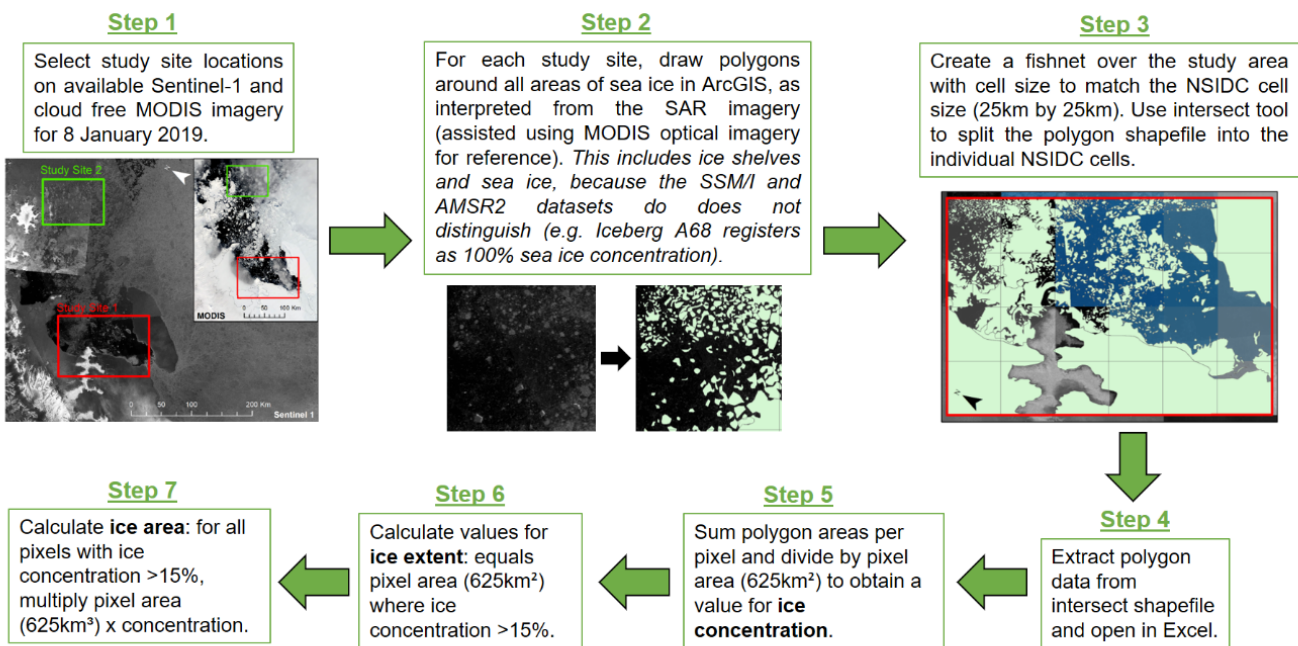 Step 1
Select study site locations
on available Sentinel-1 and
cloud free MODIS imagery
for 8 January 2019.
Study Site 2
Study Site 1
0 50 100 Km
MODIS
0 50 100 200 Km
Sentinel 1
Step 2
For each study site, draw polygons
around all areas of sea ice in ArcGIS, as
interpreted from the SAR imagery
(assisted using MODIS optical imagery
for reference). This includes ice shelves
and sea ice, because the SSM/I and
AMSR2 datasets do does not
distinguish (e.g. Iceberg A68 registers
as 100% sea ice concentration).
Step 3
Create a fishnet over the study area
with cell size to match the NSIDC cell
size (25km by 25km). Use intersect tool
to split the polygon shapefile into the
individual NSIDC cells.
Step 4
Extract polygon
data from
intersect shapefile
and open in Excel.
Step 5
Sum polygon areas per
pixel and divide by pixel
area (625km²) to obtain a
value for ice
concentration.
Step 6
Calculate values for
ice extent: equals
pixel area (625km²)
where ice
concentration >15%.
Step 7
Calculate ice area: for all
pixels with ice
concentration >15%,
multiply pixel area
(625km³) x concentration.